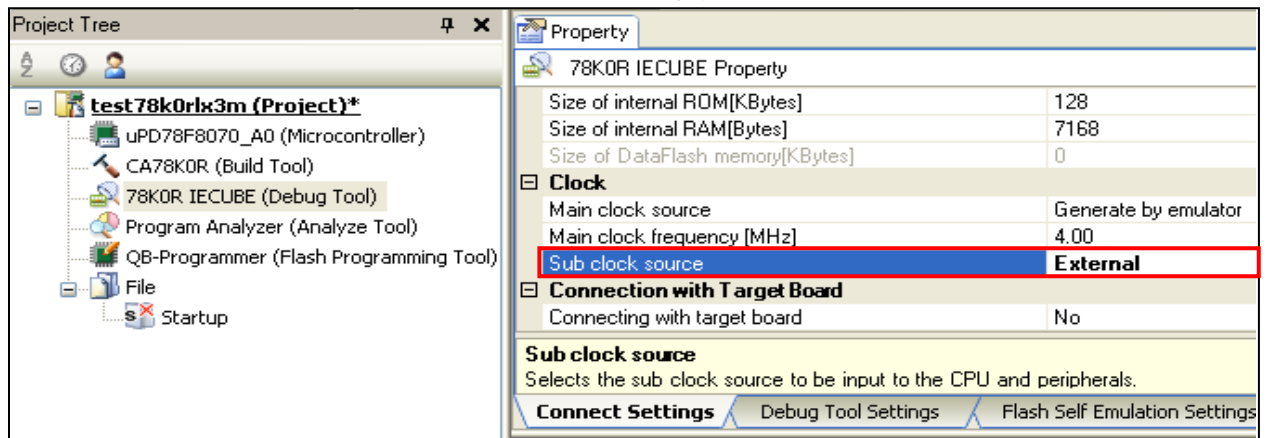 Project Tree
test78k0rlx3m (Project)*
uPD78F8070_A0 (Microcontroller)
CA78K0R (Build Tool)
78K0R IECUBE (Debug Tool)
Program Analyzer (Analyze Tool)
QB-Programmer (Flash Programming Tool)
File
Startup
Property
78K0R IECUBE Property
Size of internal ROM[KBytes] 128
Size of internal RAM[Bytes] 7168
Size of DataFlash memory[KBytes] 0
Clock
Main clock source Generate by emulator
Main clock frequency [MHz] 4.00
Sub clock source External
Connection with Target Board
Connecting with target board No
Sub clock source
Selects the sub clock source to be input to the CPU and peripherals.
Connect Settings Debug Tool Settings Flash Self Emulation Settings